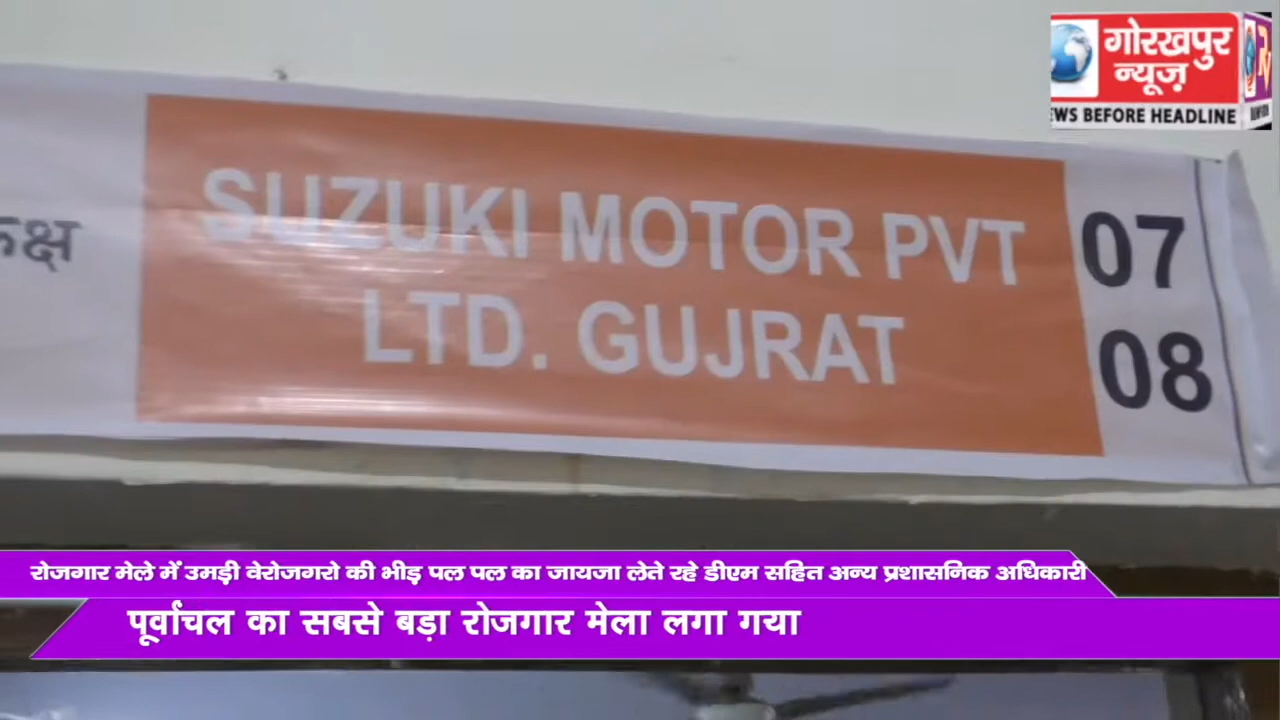 गोरखपुर
न्यूज़
EWS BEFORE HEADLINE
कक्ष
SUZUKI MOTOR PVT
LTD. GUJRAT
07
08
रोजगार मेले में उमड़ी वेरोजगरो की भीड़ पल पल का जायजा लेते रहे डीएम सहित अन्य प्रशासनिक अधिकारी
पूर्वांचल का सबसे बड़ा रोजगार मेला लगा गया